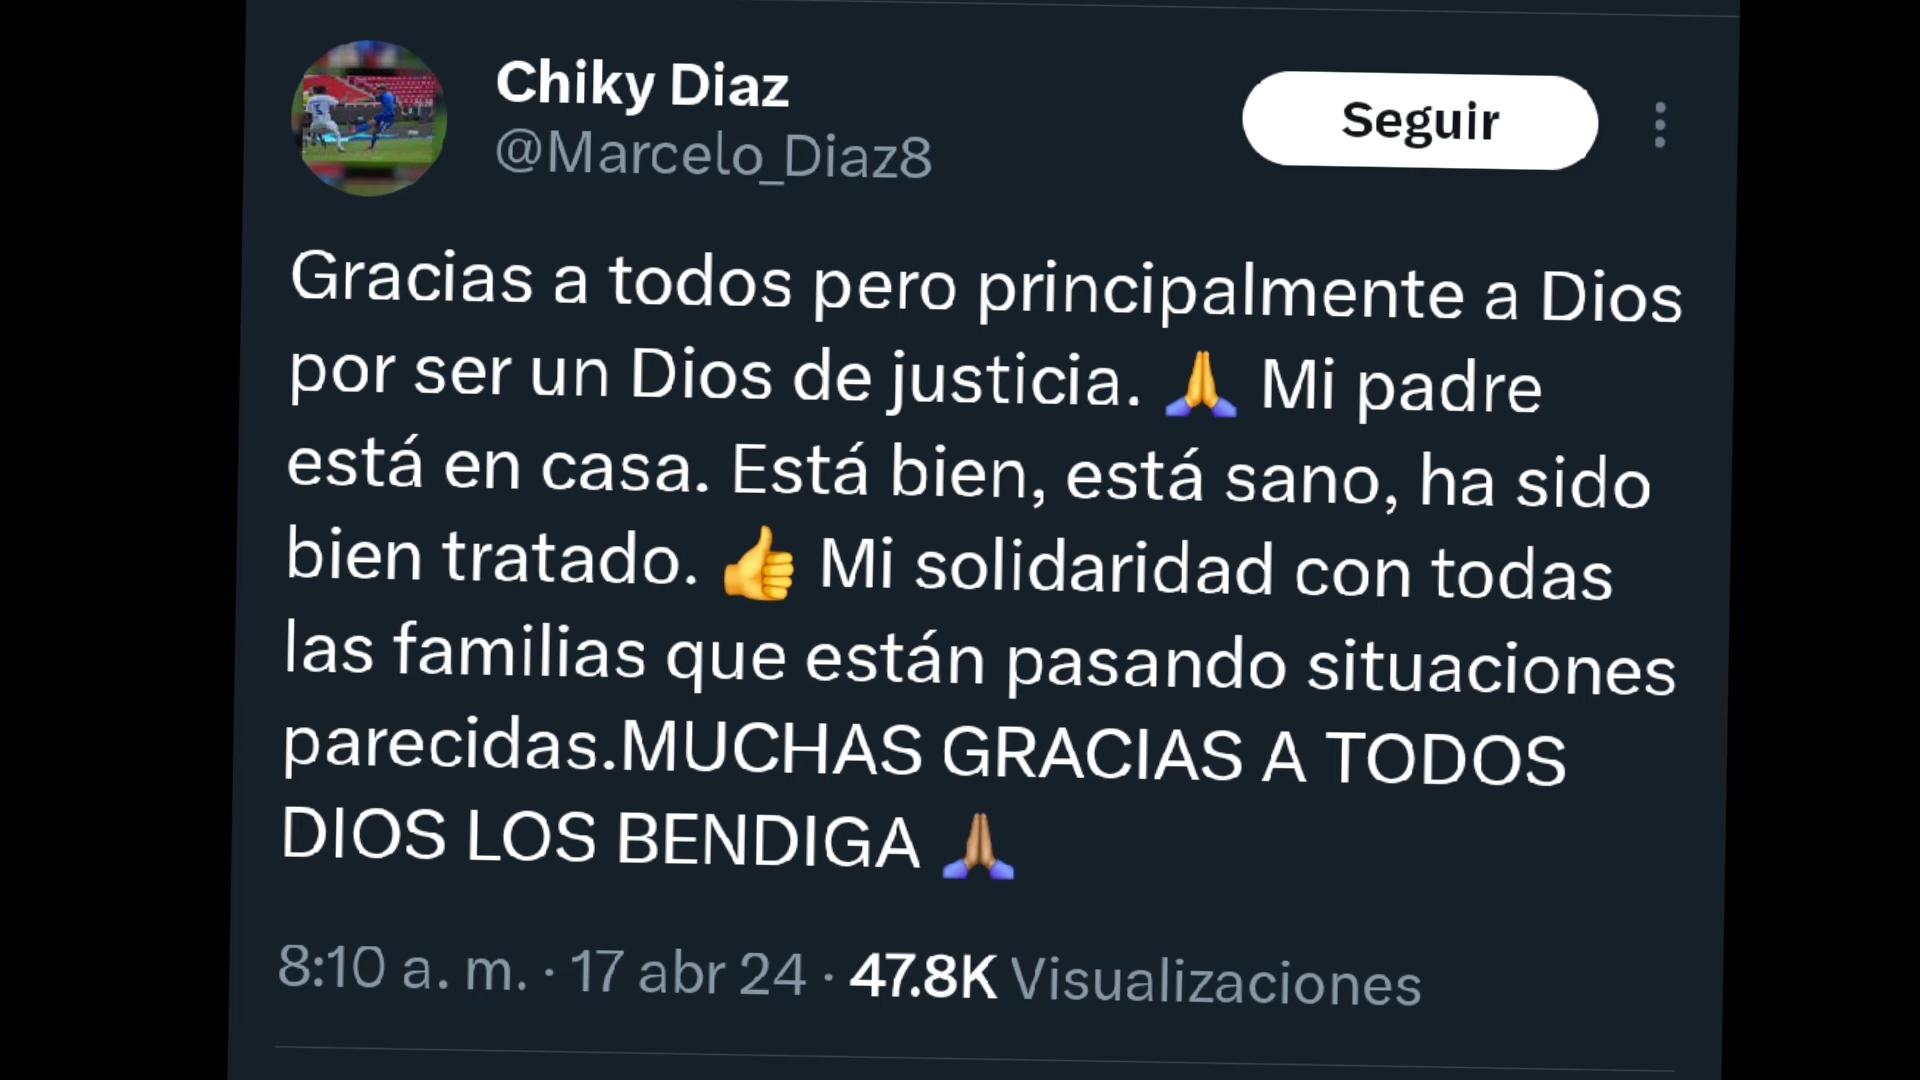 Chiky Diaz
@Marcelo_Diaz8
Seguir
Gracias a todos pero principalmente a Dios
por ser un Dios de justicia. 🙏 Mi padre
está en casa. Está bien, está sano, ha sido
bien tratado. 👍 Mi solidaridad con todas
las familias que están pasando situaciones
parecidas.MUCHAS GRACIAS A TODOS
DIOS LOS BENDIGA 🙏🏽
8:10 a. m. · 17 abr 24 · 47.8K Visualizaciones